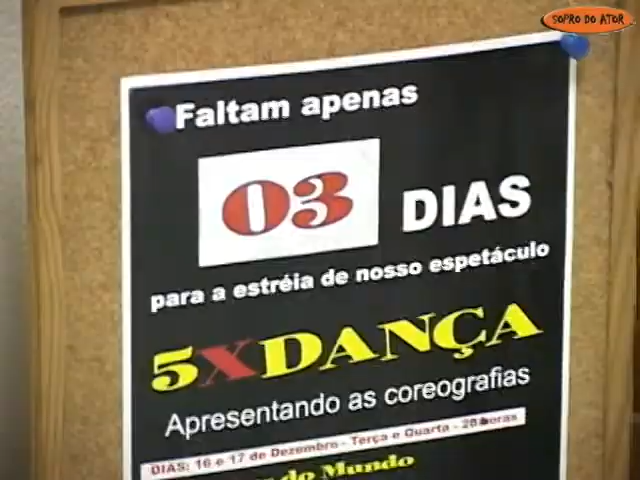 SOPRO DO ATOR
Faltam apenas
03 DIAS
para a estréia de nosso espetáculo
5XDANÇA
Apresentando as coreografias
DIAS: 16 e 17 de Dezembro - Terça e Quarta - 20 horas
do Mundo